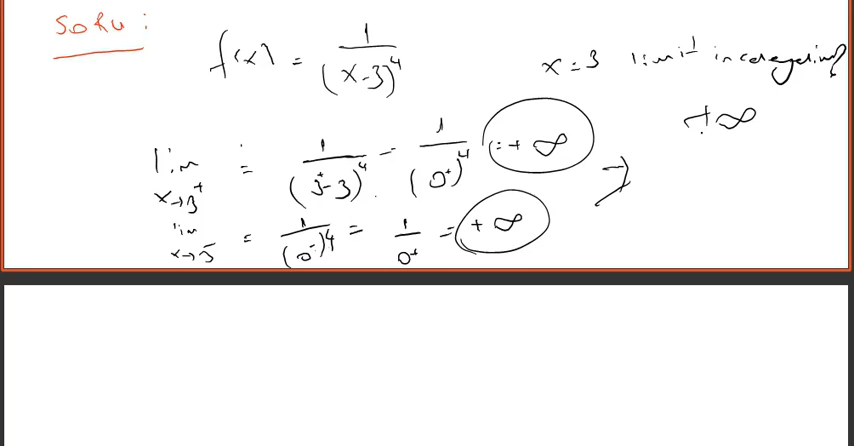 Soru :
f(x) = 1/(x-3)^4 x=3 limit inceleyelim?
+∞
lim x→3^+ = 1/(3^+-3)^4 = 1/(0^+)^4 = +∞
lim x→3^- = 1/(0^-)^4 = 1/0^+ = +∞